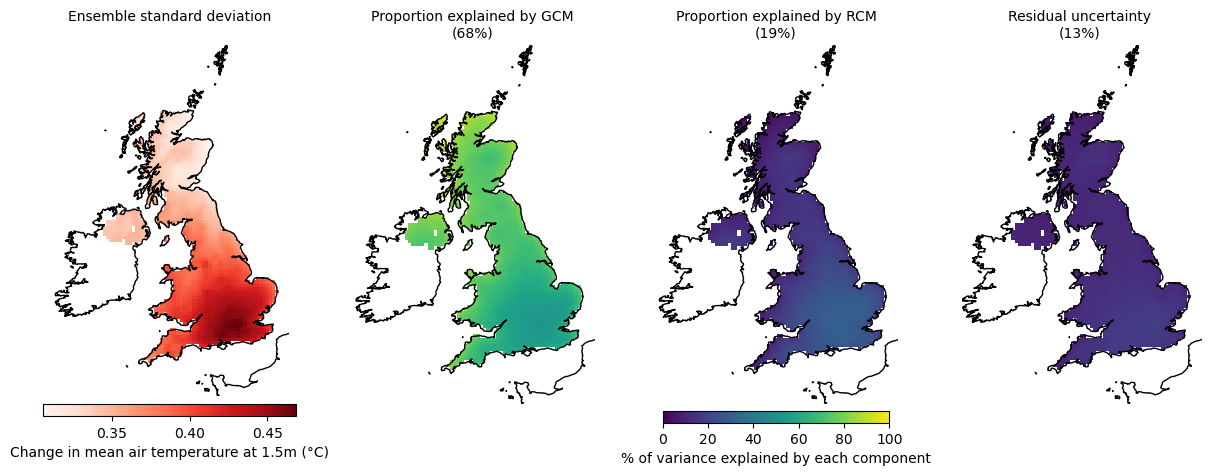 Ensemble standard deviation
Proportion explained by GCM
(68%)
Proportion explained by RCM
(19%)
Residual uncertainty
(13%)
0.35 0.40 0.45
Change in mean air temperature at 1.5m (°C)
0 20 40 60 80 100
% of variance explained by each component